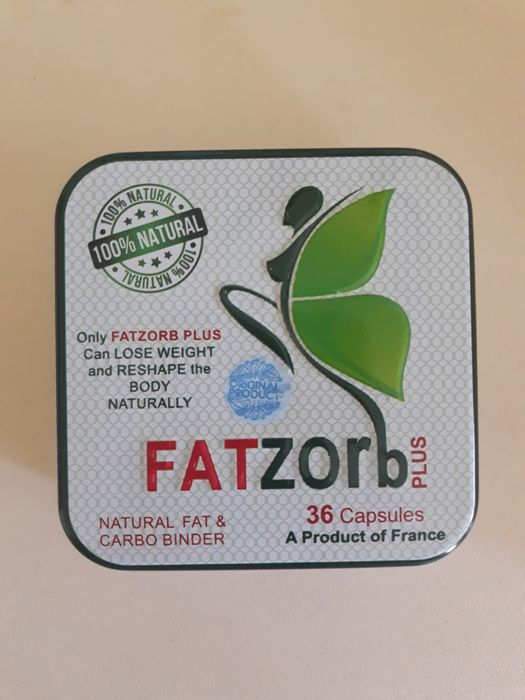 100% NATURAL
100% NATURAL
100% NATURAL
Only FATZORB PLUS
Can LOSE WEIGHT
and RESHAPE the
BODY
NATURALLY
ORIGINAL
PRODUCT
FATzorb PLUS
NATURAL FAT &
CARBO BINDER
36 Capsules
A Product of France